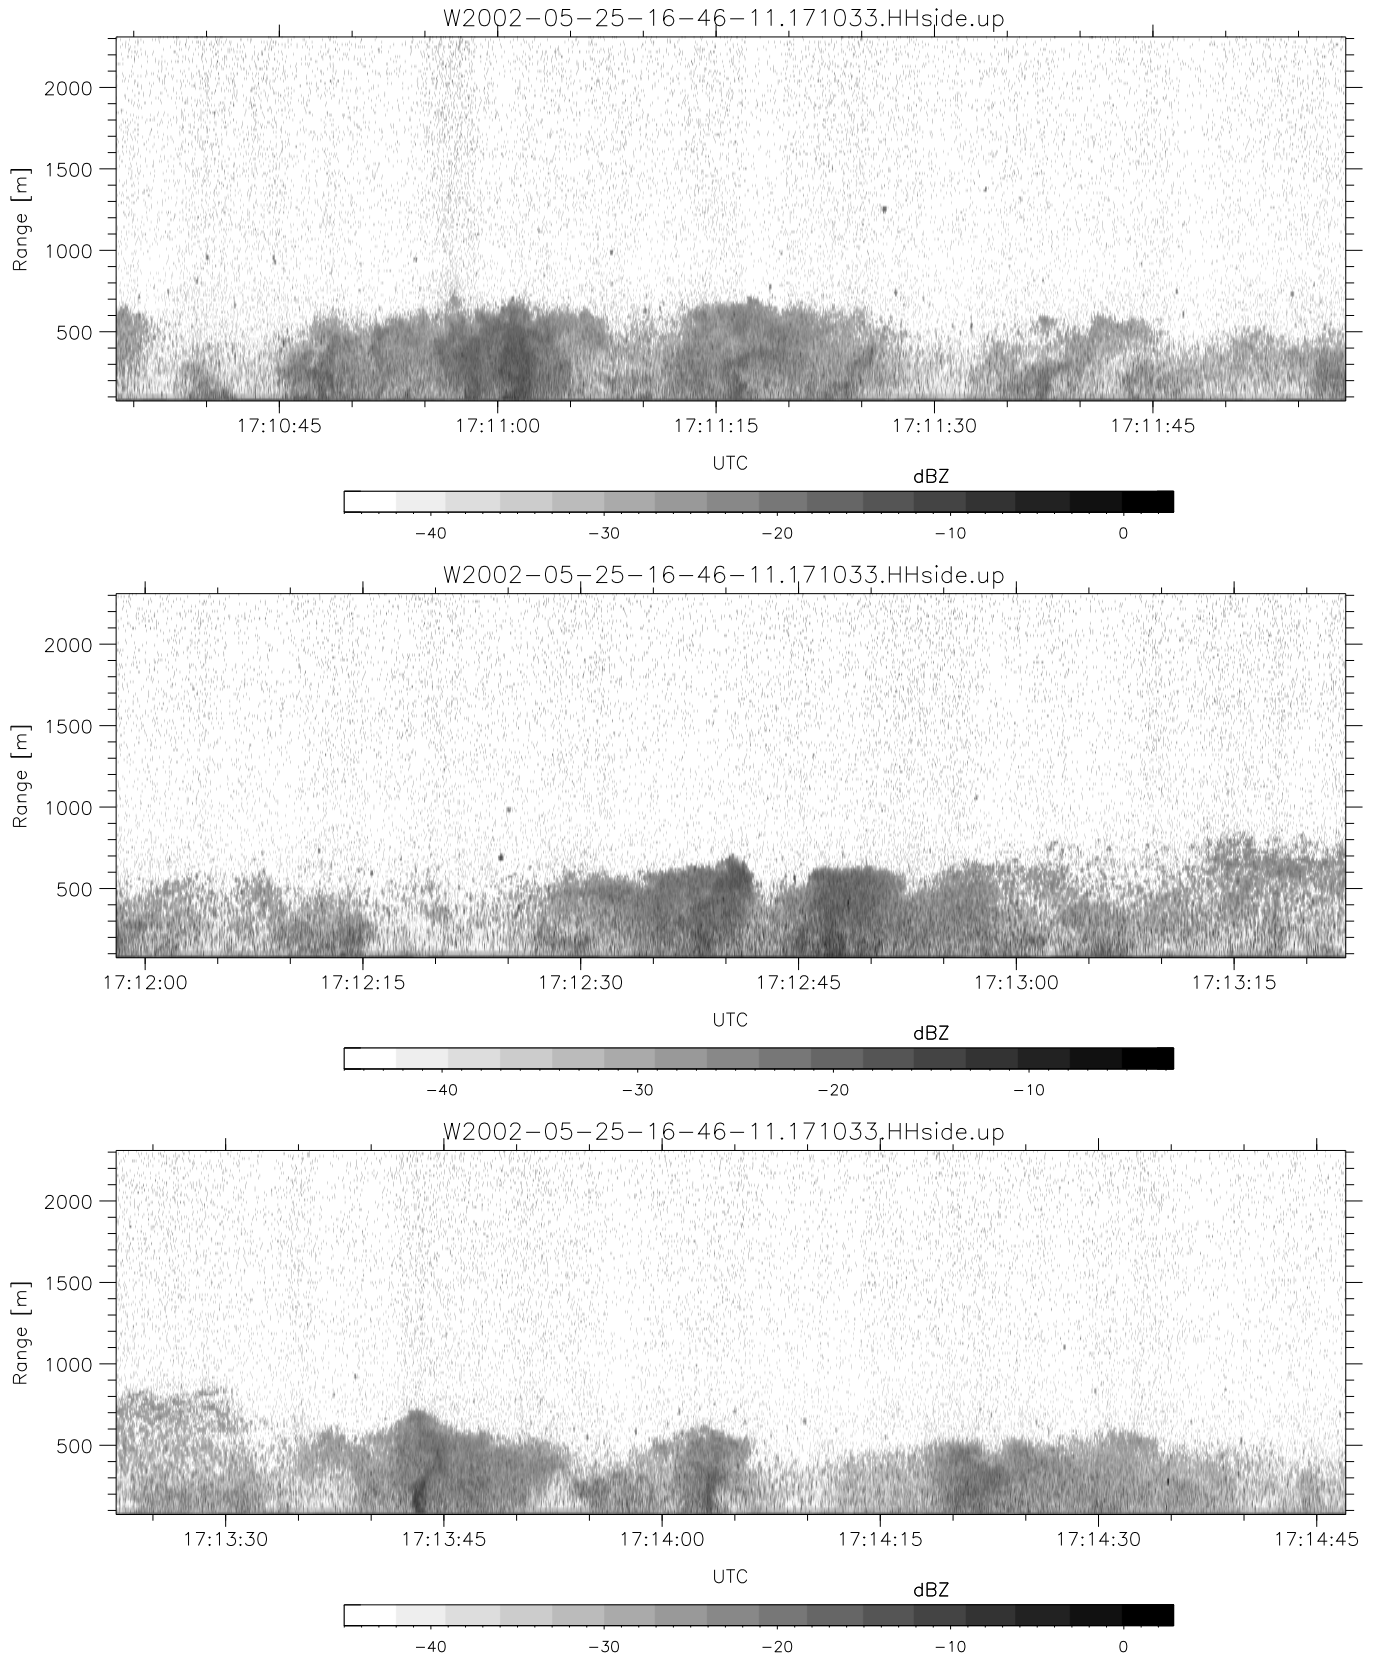 W2002-05-25-16-46-11.171033.HHside.up
2000
1500
1000
500
Range [m]
17:10:45 17:11:00 17:11:15 17:11:30 17:11:45
UTC
dBZ
-40 -30 -20 -10 0
W2002-05-25-16-46-11.171033.HHside.up
2000
1500
1000
500
Range [m]
17:12:00 17:12:15 17:12:30 17:12:45 17:13:00 17:13:15
UTC
dBZ
-40 -30 -20 -10
W2002-05-25-16-46-11.171033.HHside.up
2000
1500
1000
500
Range [m]
17:13:30 17:13:45 17:14:00 17:14:15 17:14:30 17:14:45
UTC
dBZ
-40 -30 -20 -10 0